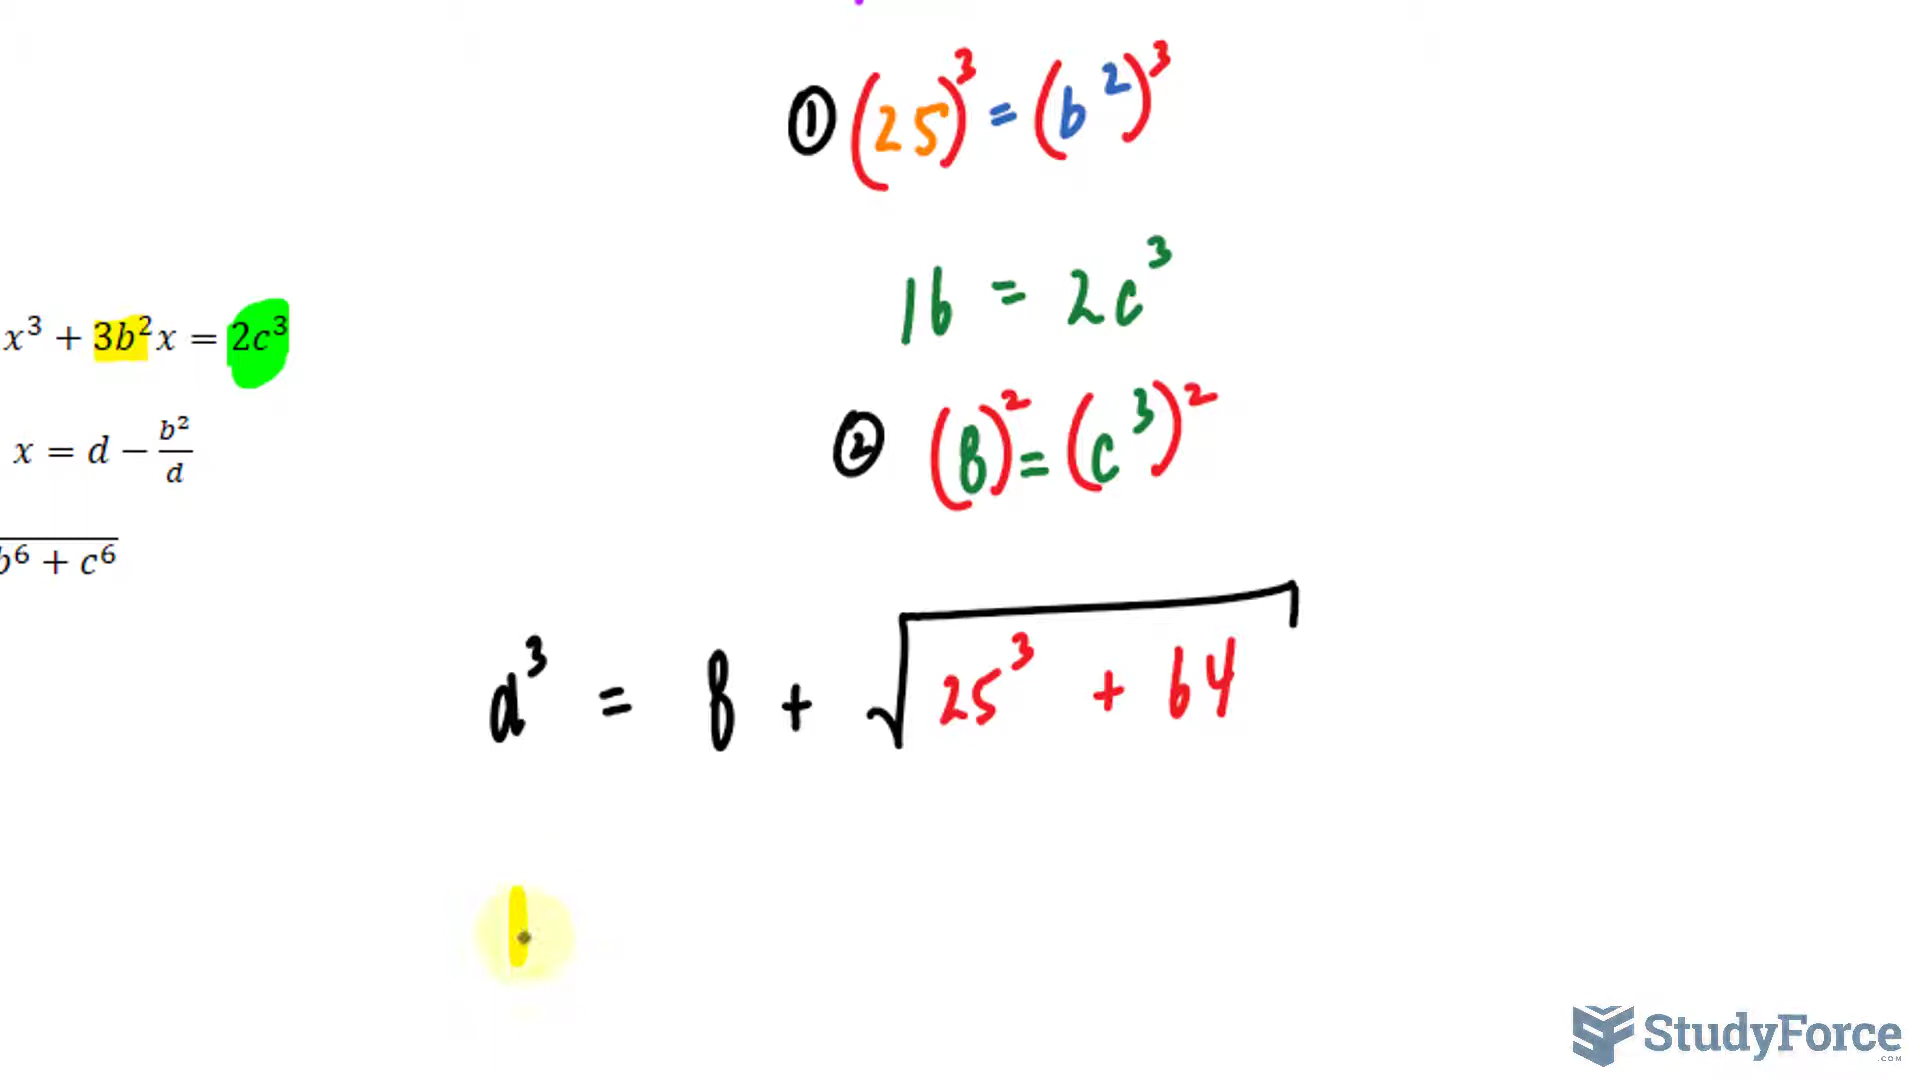 ① (25)³ = (b²)³
16 = 2c³
x³ + 3b²x = 2c³
② (8)² = (c³)²
x = d − b²/d
b⁶ + c⁶
d³ = 8 + √(25³ + 64)
StudyForce
.COM